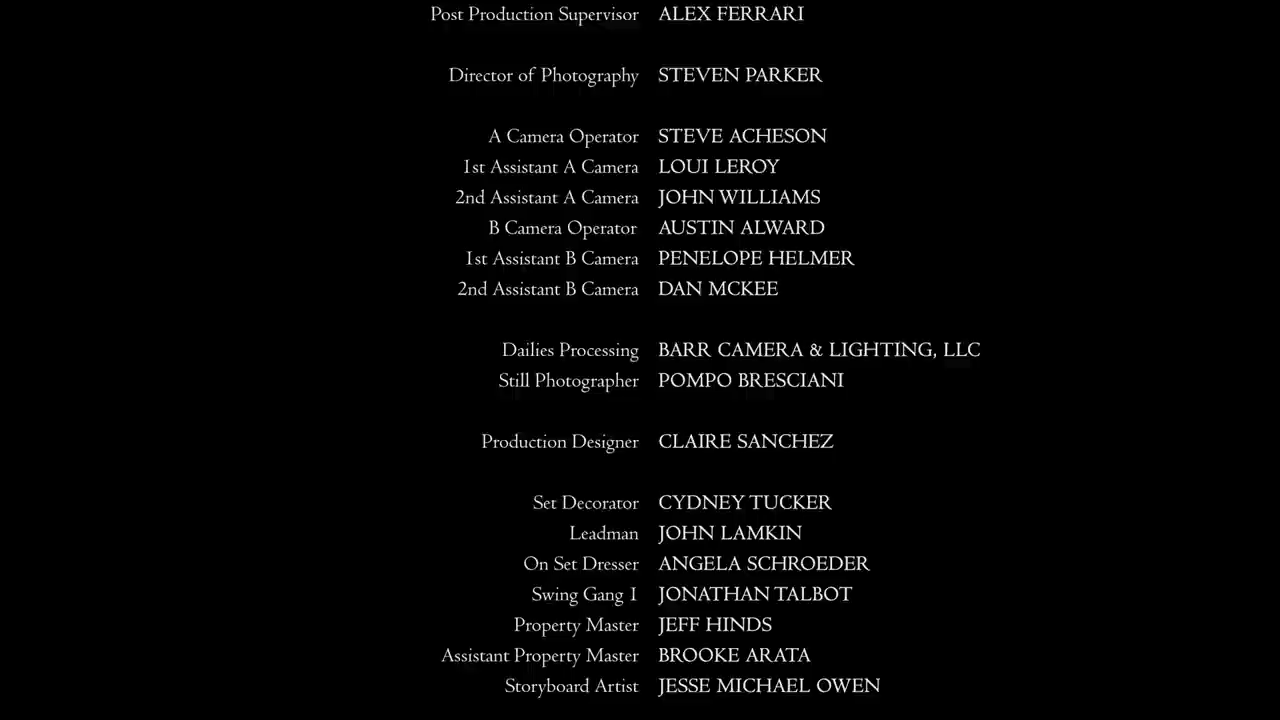 Post Production Supervisor ALEX FERRARI
Director of Photography STEVEN PARKER
A Camera Operator STEVE ACHESON
1st Assistant A Camera LOUI LEROY
2nd Assistant A Camera JOHN WILLIAMS
B Camera Operator AUSTIN ALWARD
1st Assistant B Camera PENELOPE HELMER
2nd Assistant B Camera DAN MCKEE
Dailies Processing BARR CAMERA & LIGHTING, LLC
Still Photographer POMPO BRESCIANI
Production Designer CLAIRE SANCHEZ
Set Decorator CYDNEY TUCKER
Leadman JOHN LAMKIN
On Set Dresser ANGELA SCHROEDER
Swing Gang 1 JONATHAN TALBOT
Property Master JEFF HINDS
Assistant Property Master BROOKE ARATA
Storyboard Artist JESSE MICHAEL OWEN